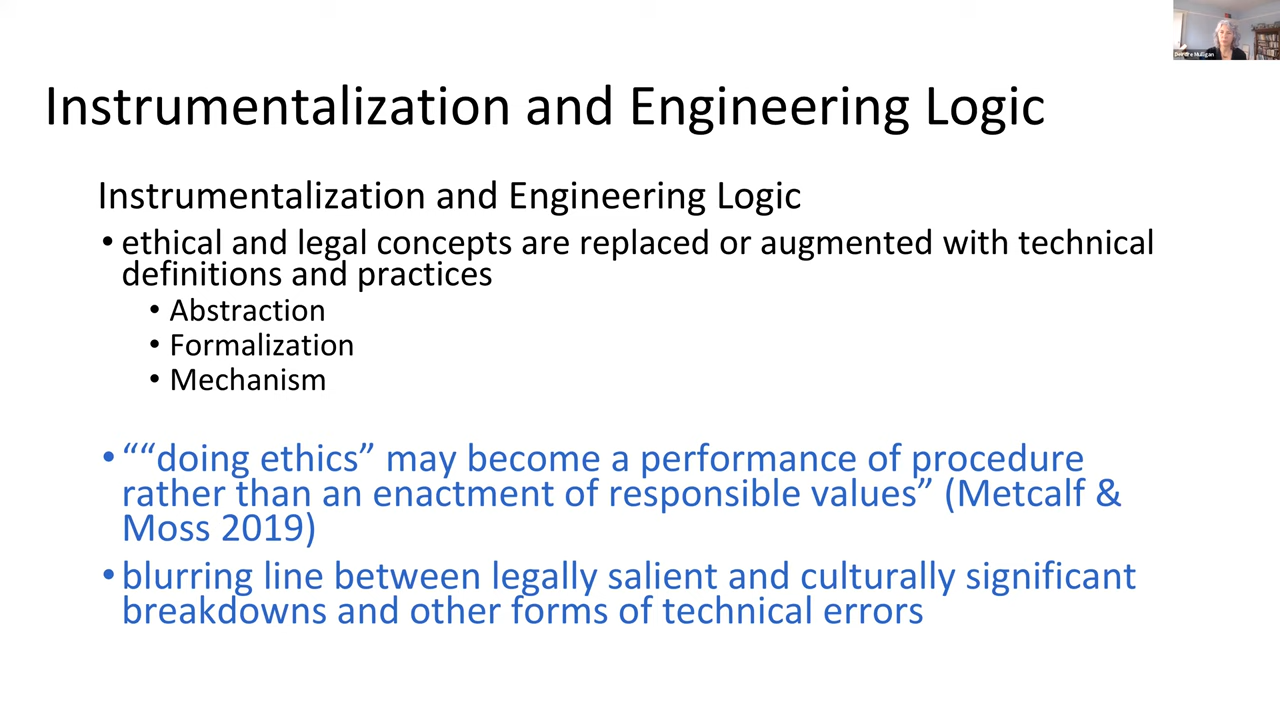 Deirdre Mulligan
Instrumentalization and Engineering Logic
Instrumentalization and Engineering Logic
• ethical and legal concepts are replaced or augmented with technical
definitions and practices
• Abstraction
• Formalization
• Mechanism
• ““doing ethics” may become a performance of procedure
rather than an enactment of responsible values” (Metcalf &
Moss 2019)
• blurring line between legally salient and culturally significant
breakdowns and other forms of technical errors